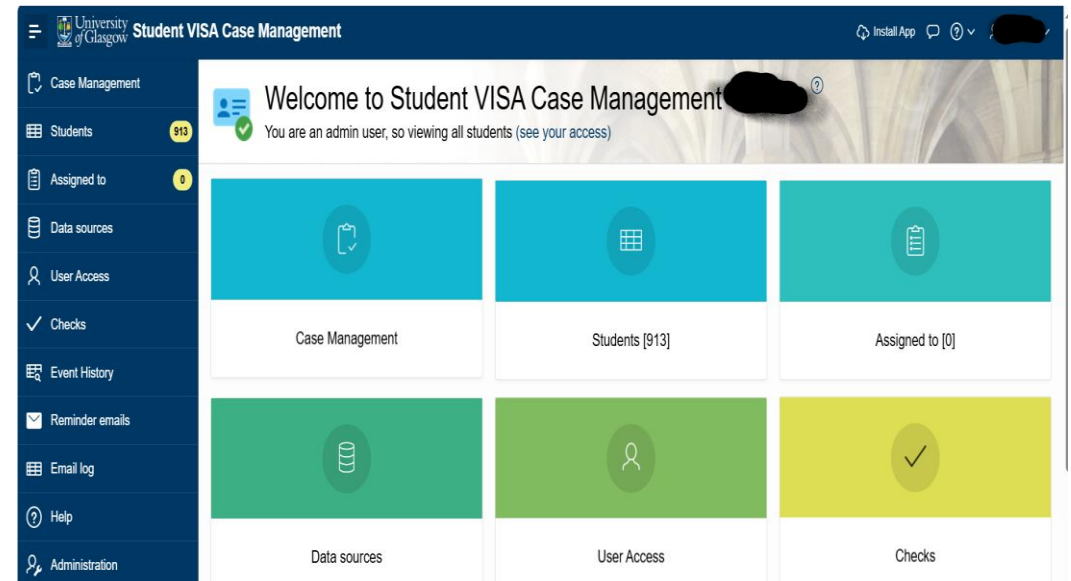 University
of Glasgow
Student VISA Case Management
Install App
Case Management
Students 913
Assigned to 0
Data sources
User Access
Checks
Event History
Reminder emails
Email log
Help
Administration
Welcome to Student VISA Case Management
You are an admin user, so viewing all students (see your access)
Case Management
Students [913]
Assigned to [0]
Data sources
User Access
Checks